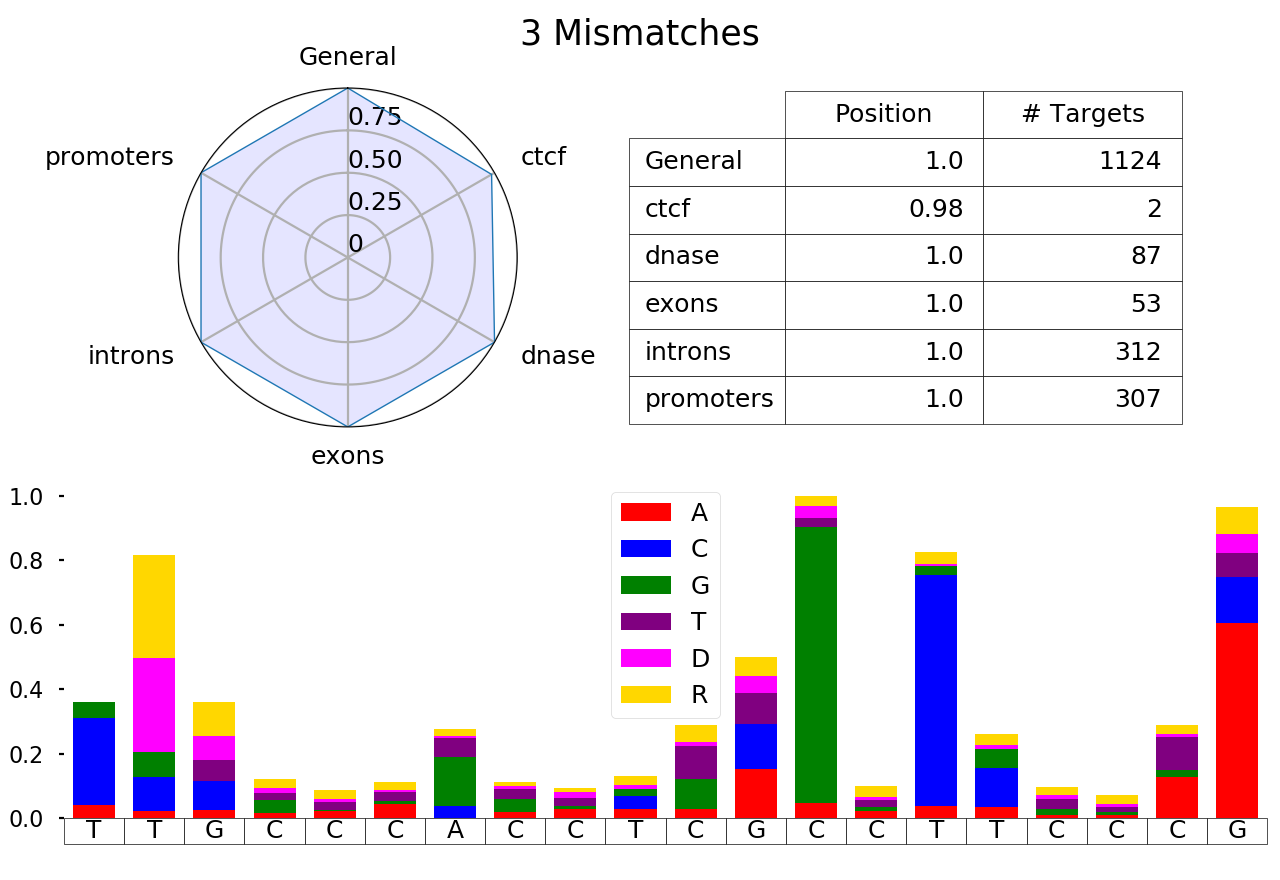 3 Mismatches
General
promoters
ctcf
0.75
0.50
0.25
0
introns
dnase
exons
Position # Targets
General 1.0 1124
ctcf 0.98 2
dnase 1.0 87
exons 1.0 53
introns 1.0 312
promoters 1.0 307
1.0
0.8
0.6
0.4
0.2
0.0
A
C
G
T
D
R
T T G C C C A C C T C G C C T T C C C G